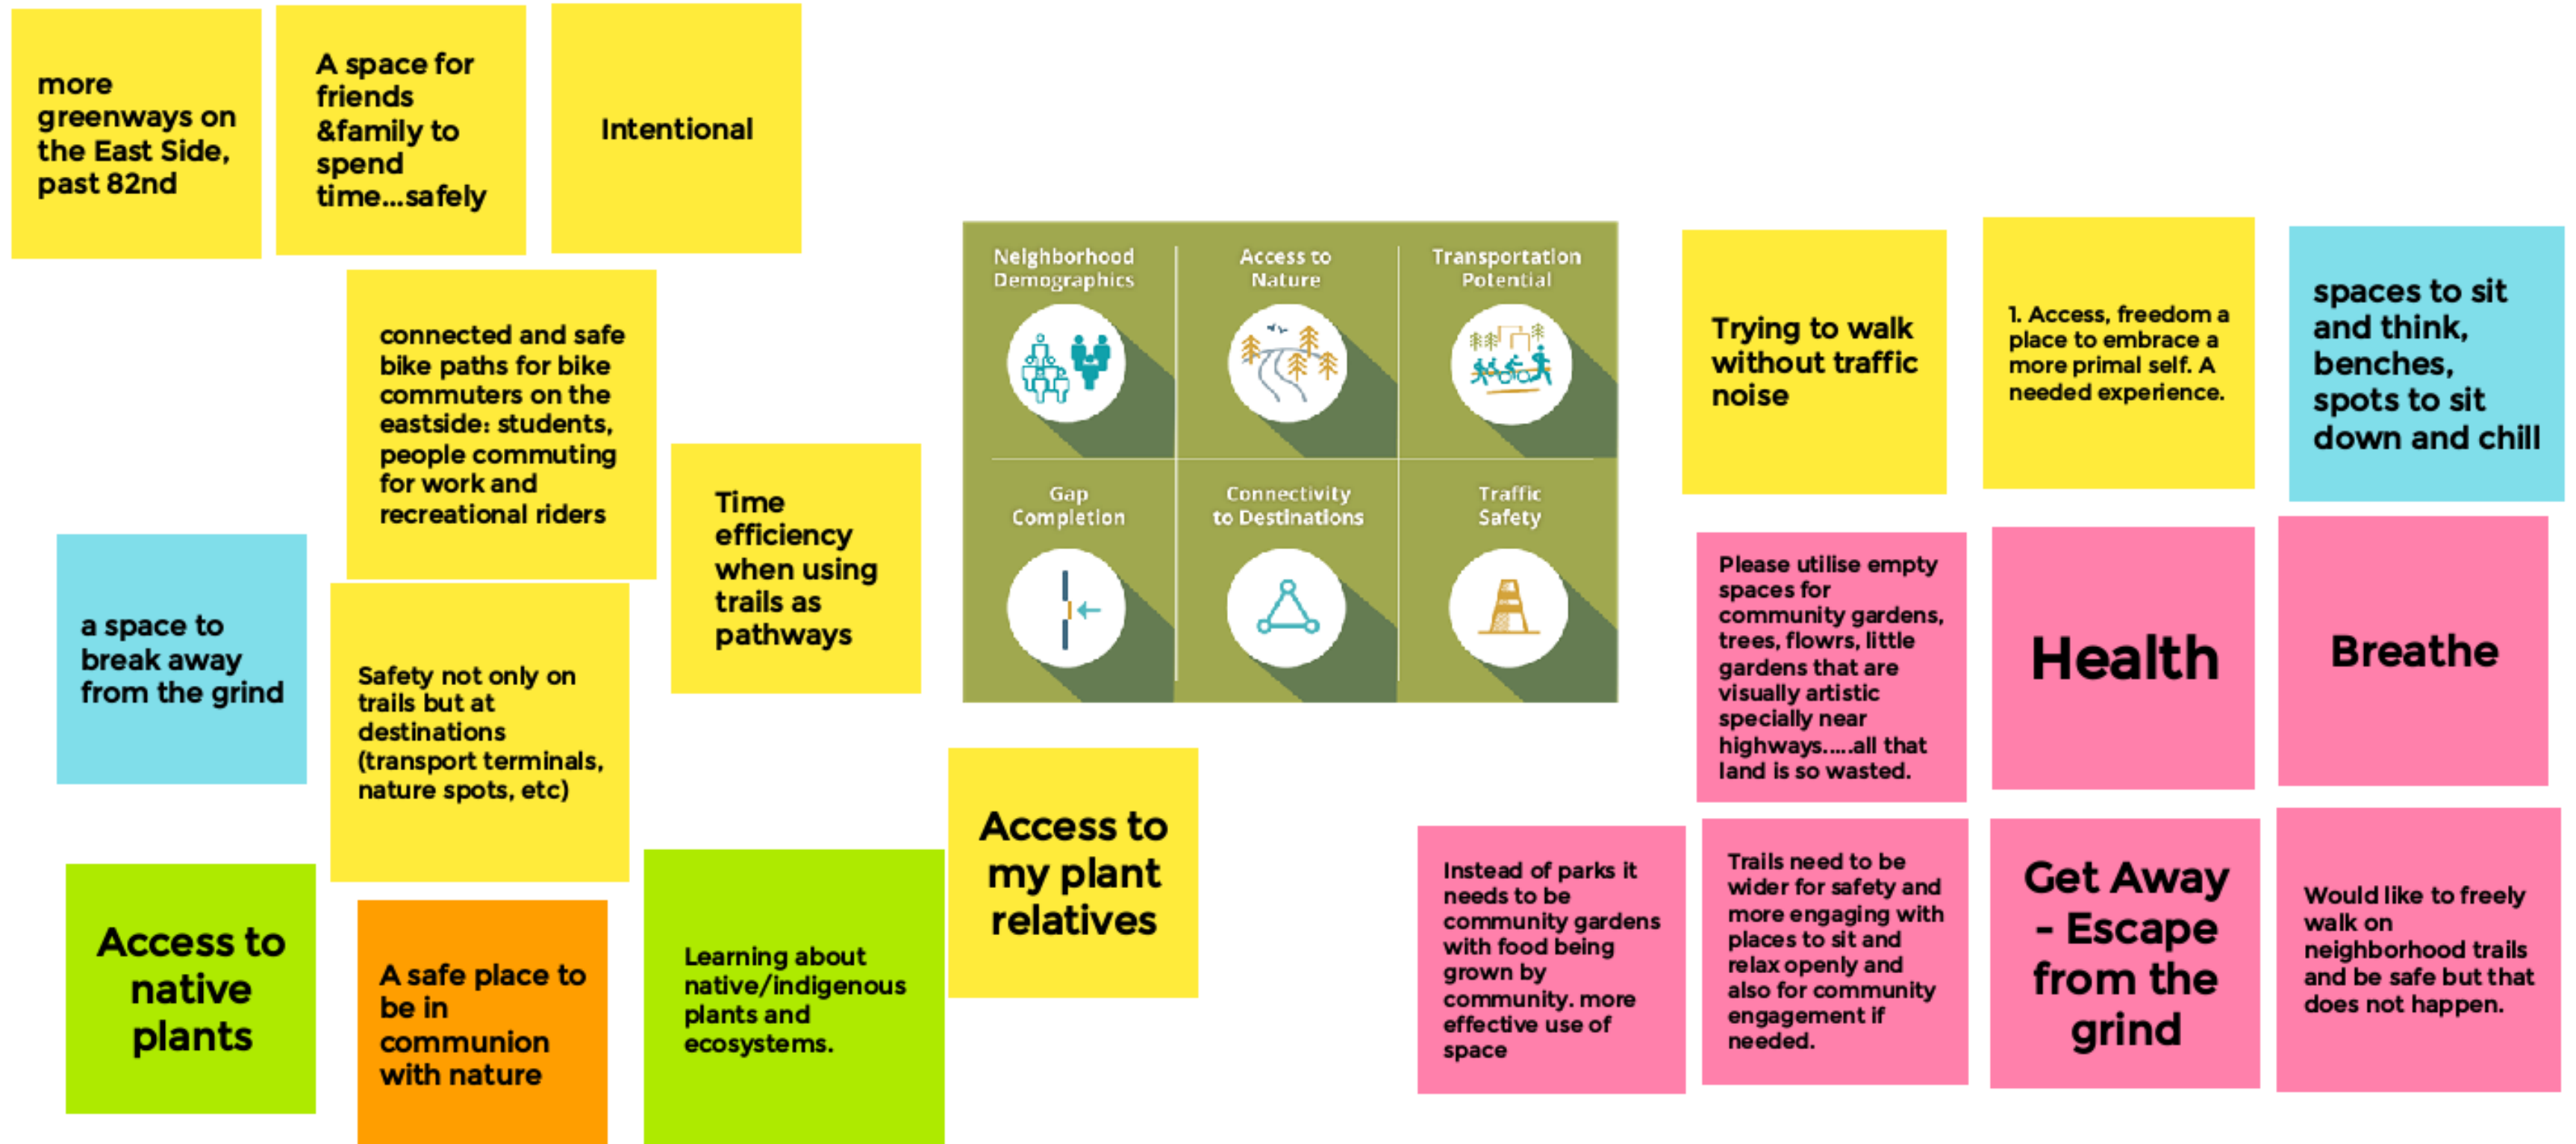 more
greenways on
the East Side,
past 82nd
A space for
friends
&family to
spend
time...safely
Intentional
connected and safe
bike paths for bike
commuters on the
eastside: students,
people commuting
for work and
recreational riders
Time
efficiency
when using
trails as
pathways
a space to
break away
from the grind
Safety not only on
trails but at
destinations
(transport terminals,
nature spots, etc)
Access to
native
plants
A safe place to
be in
communion
with nature
Learning about
native/indigenous
plants and
ecosystems.
Access to
my plant
relatives
Neighborhood
Demographics
Access to
Nature
Transportation
Potential
Gap
Completion
Connectivity
to Destinations
Traffic
Safety
Trying to walk
without traffic
noise
1. Access, freedom a
place to embrace a
more primal self. A
needed experience.
spaces to sit
and think,
benches,
spots to sit
down and chill
Please utilise empty
spaces for
community gardens,
trees, flowrs, little
gardens that are
visually artistic
specially near
highways.....all that
land is so wasted.
Health
Breathe
Instead of parks it
needs to be
community gardens
with food being
grown by
community. more
effective use of
space
Trails need to be
wider for safety and
more engaging with
places to sit and
relax openly and
also for community
engagement if
needed.
Get Away
- Escape
from the
grind
Would like to freely
walk on
neighborhood trails
and be safe but that
does not happen.